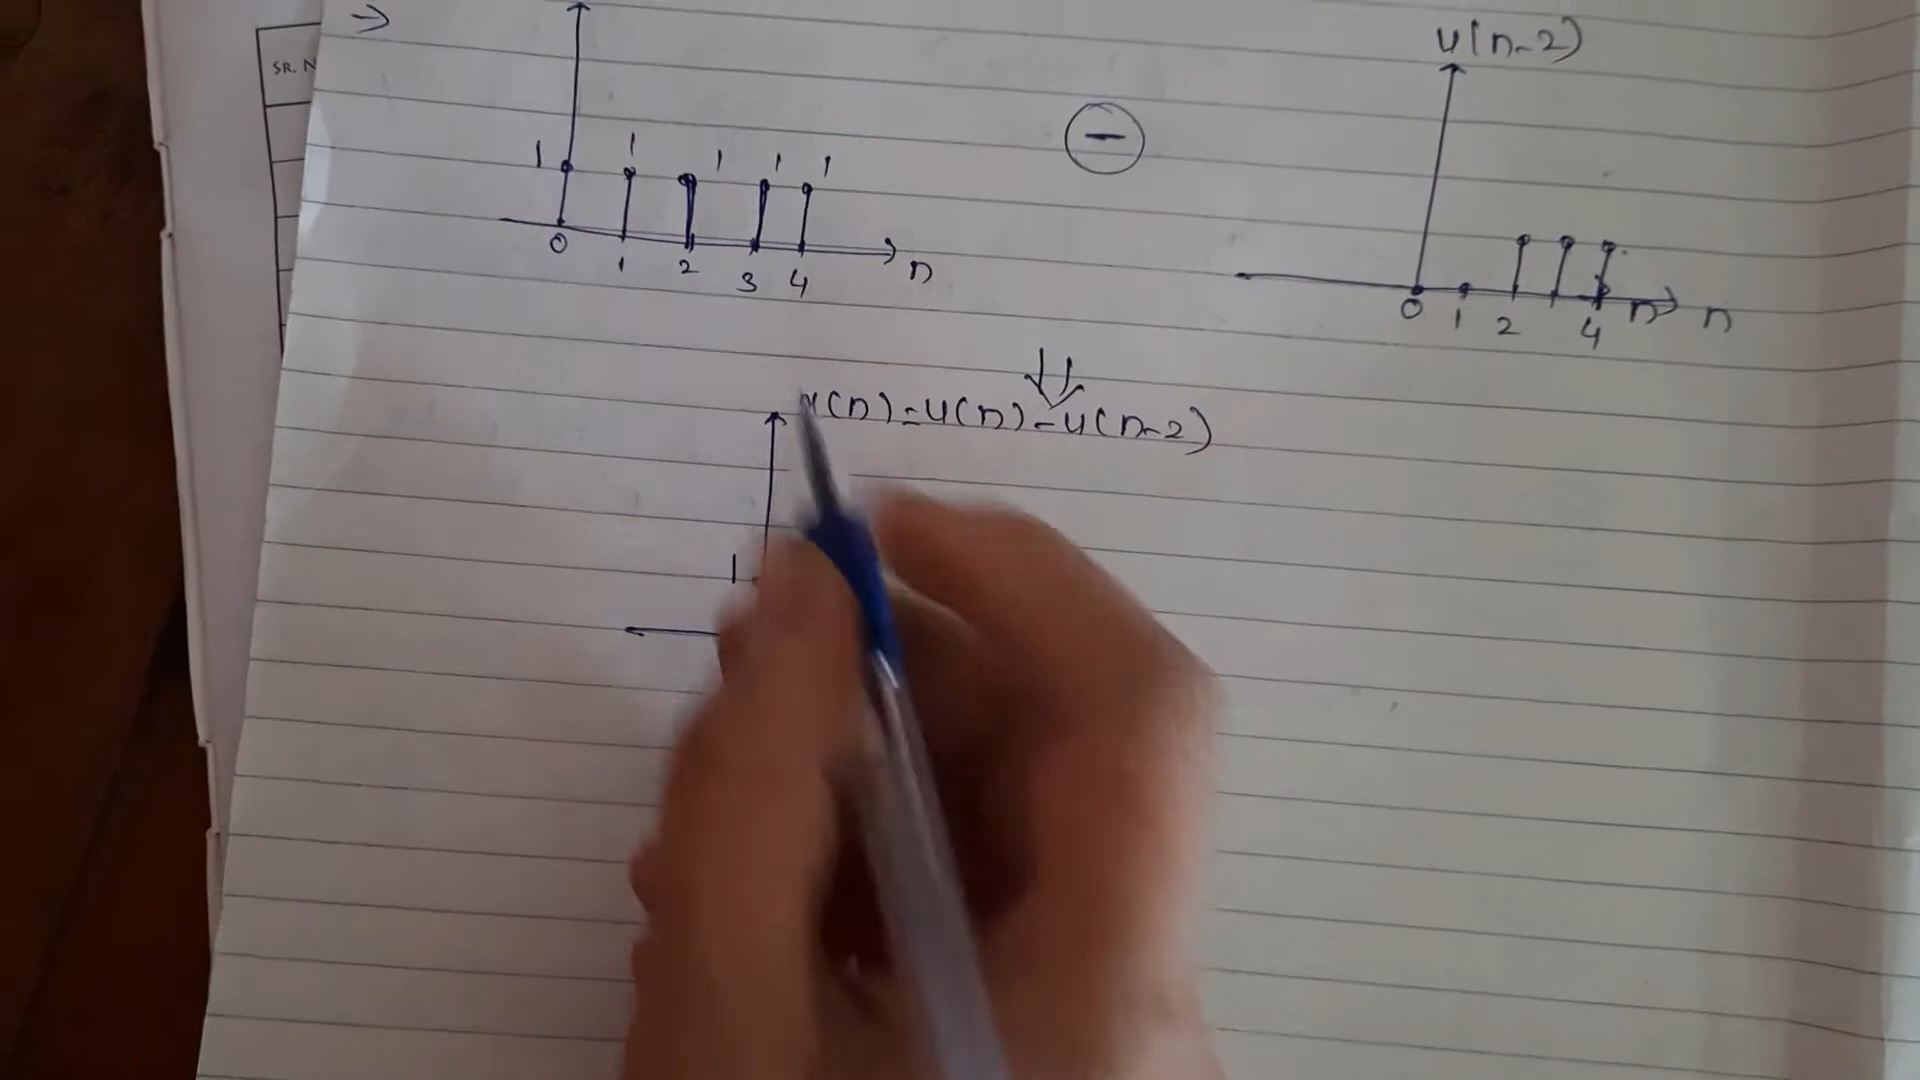 SR. N
u(n-2)
1 1 1 1 1
0 1 2 3 4 n
0 1 2 4 n n
(n) = u(n) - u(n-2)
1